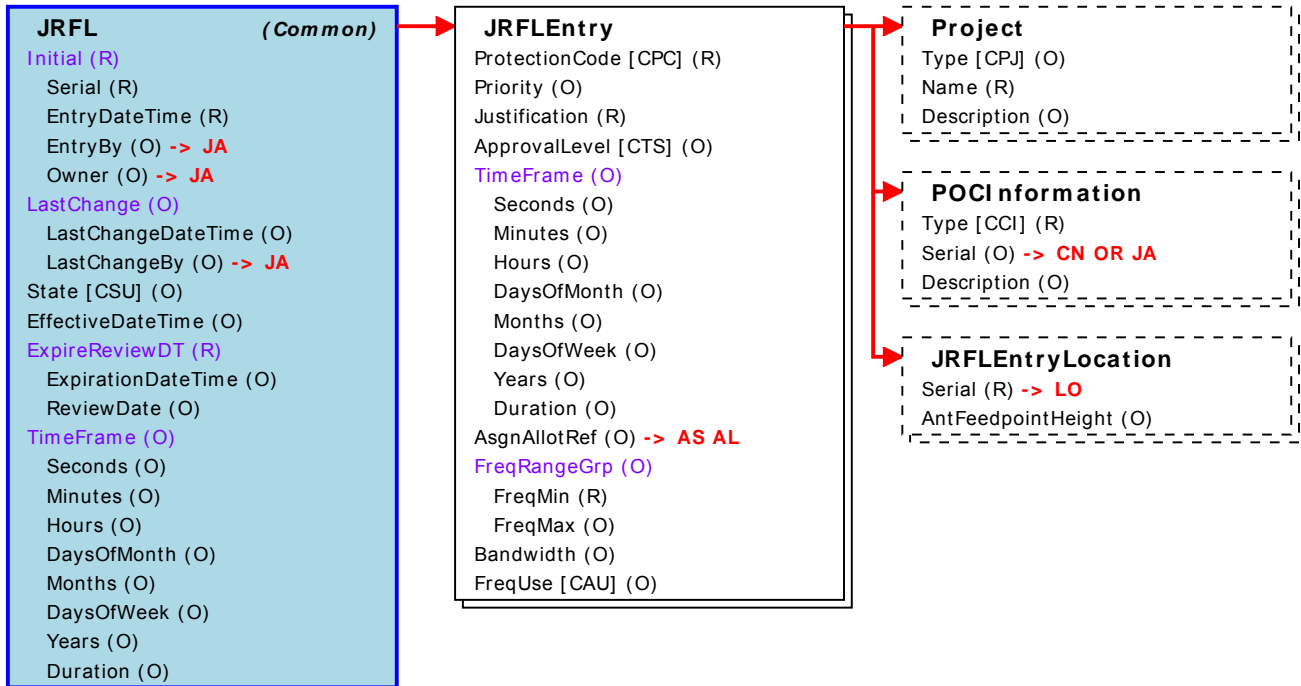 JRFL (Common)
Initial (R)
Serial (R)
EntryDateTime (R)
EntryBy (O) -> JA
Owner (O) -> JA
LastChange (O)
LastChangeDateTime (O)
LastChangeBy (O) -> JA
State [CSU] (O)
EffectiveDateTime (O)
ExpireReviewDT (R)
ExpirationDateTime (O)
ReviewDate (O)
TimeFrame (O)
Seconds (O)
Minutes (O)
Hours (O)
DaysOfMonth (O)
Months (O)
DaysOfWeek (O)
Years (O)
Duration (O)
JRFLEntry
ProtectionCode [CPC] (R)
Priority (O)
Justification (R)
ApprovalLevel [CTS] (O)
TimeFrame (O)
Seconds (O)
Minutes (O)
Hours (O)
DaysOfMonth (O)
Months (O)
DaysOfWeek (O)
Years (O)
Duration (O)
AsgnAllotRef (O) -> AS AL
FreqRangeGrp (O)
FreqMin (R)
FreqMax (O)
Bandwidth (O)
FreqUse [CAU] (O)
Project
Type [CPJ] (O)
Name (R)
Description (O)
POCInformation
Type [CCI] (R)
Serial (O) -> CN OR JA
Description (O)
JRFLEntryLocation
Serial (R) -> LO
AntFeedpointHeight (O)